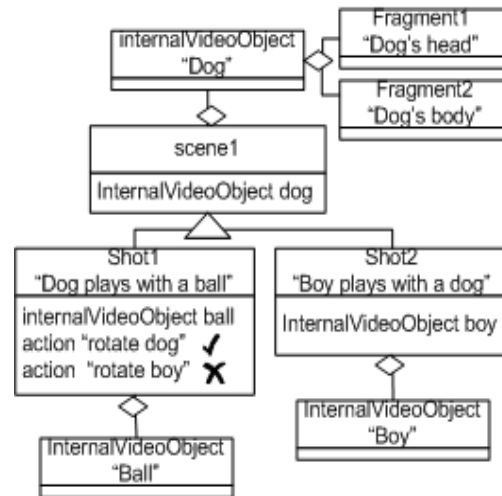 internalVideoObject
"Dog"
Fragment1
"Dog's head"
Fragment2
"Dog's body"
scene1
InternalVideoObject dog
Shot1
"Dog plays with a ball"
internalVideoObject ball
action "rotate dog" ✓
action "rotate boy" ✗
Shot2
"Boy plays with a dog"
InternalVideoObject boy
InternalVideoObject
"Ball"
InternalVideoObject
"Boy"